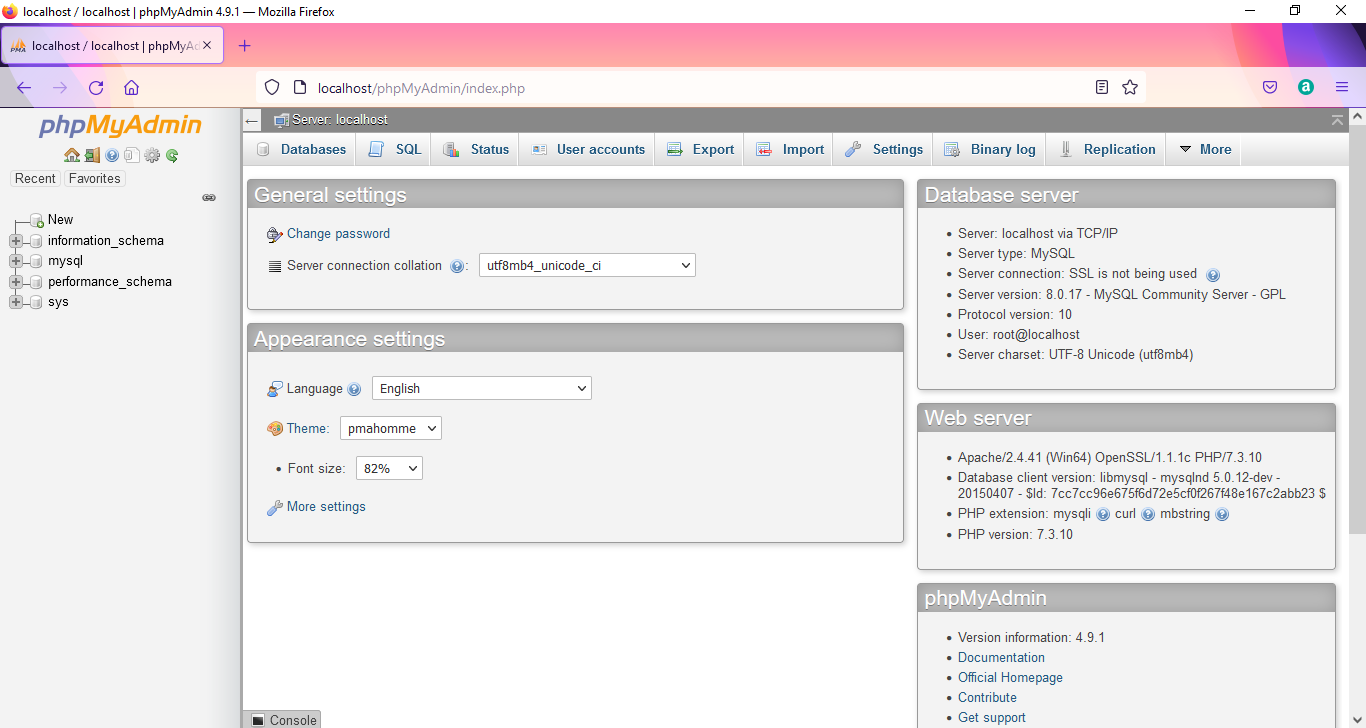 localhost / localhost | phpMyAdmin 4.9.1 — Mozilla Firefox
localhost / localhost | phpMyAd
localhost/phpMyAdmin/index.php
phpMyAdmin
Recent Favorites
New
information_schema
mysql
performance_schema
sys
Server: localhost
Databases SQL Status User accounts Export Import Settings Binary log Replication More
General settings
Change password
Server connection collation : utf8mb4_unicode_ci
Appearance settings
Language English
Theme: pmahomme
• Font size: 82%
More settings
Database server
• Server: localhost via TCP/IP
• Server type: MySQL
• Server connection: SSL is not being used
• Server version: 8.0.17 - MySQL Community Server - GPL
• Protocol version: 10
• User: root@localhost
• Server charset: UTF-8 Unicode (utf8mb4)
Web server
• Apache/2.4.41 (Win64) OpenSSL/1.1.1c PHP/7.3.10
• Database client version: libmysql - mysqlnd 5.0.12-dev -
20150407 - $Id: 7cc7cc96e675f6d72e5cf0f267f48e167c2abb23 $
• PHP extension: mysqli curl mbstring
• PHP version: 7.3.10
phpMyAdmin
• Version information: 4.9.1
• Documentation
• Official Homepage
• Contribute
• Get support
Console